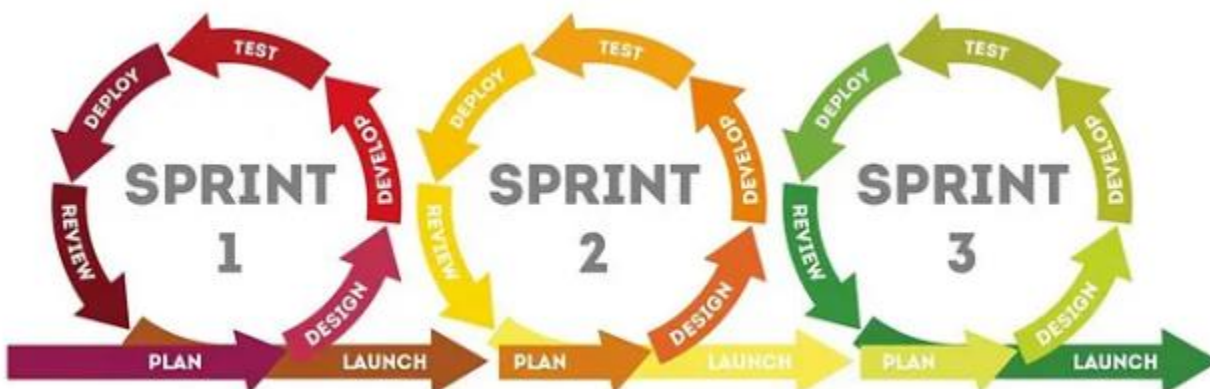 TEST
DEPLOY
DEVELOP
SPRINT
1
REVIEW
DESIGN
PLAN
LAUNCH
TEST
DEPLOY
DEVELOP
SPRINT
2
REVIEW
DESIGN
PLAN
LAUNCH
TEST
DEPLOY
DEVELOP
SPRINT
3
REVIEW
DESIGN
PLAN
LAUNCH